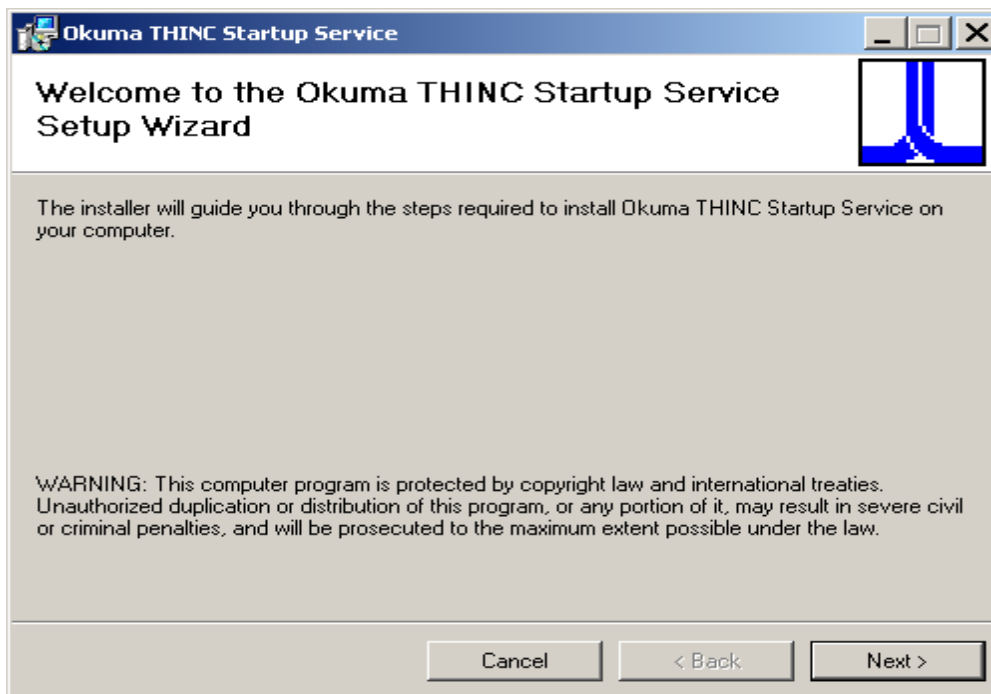 Okuma THINC Startup Service
Welcome to the Okuma THINC Startup Service
Setup Wizard
The installer will guide you through the steps required to install Okuma THINC Startup Service on
your computer.
WARNING: This computer program is protected by copyright law and international treaties.
Unauthorized duplication or distribution of this program, or any portion of it, may result in severe civil
or criminal penalties, and will be prosecuted to the maximum extent possible under the law.
Cancel
< Back
Next >